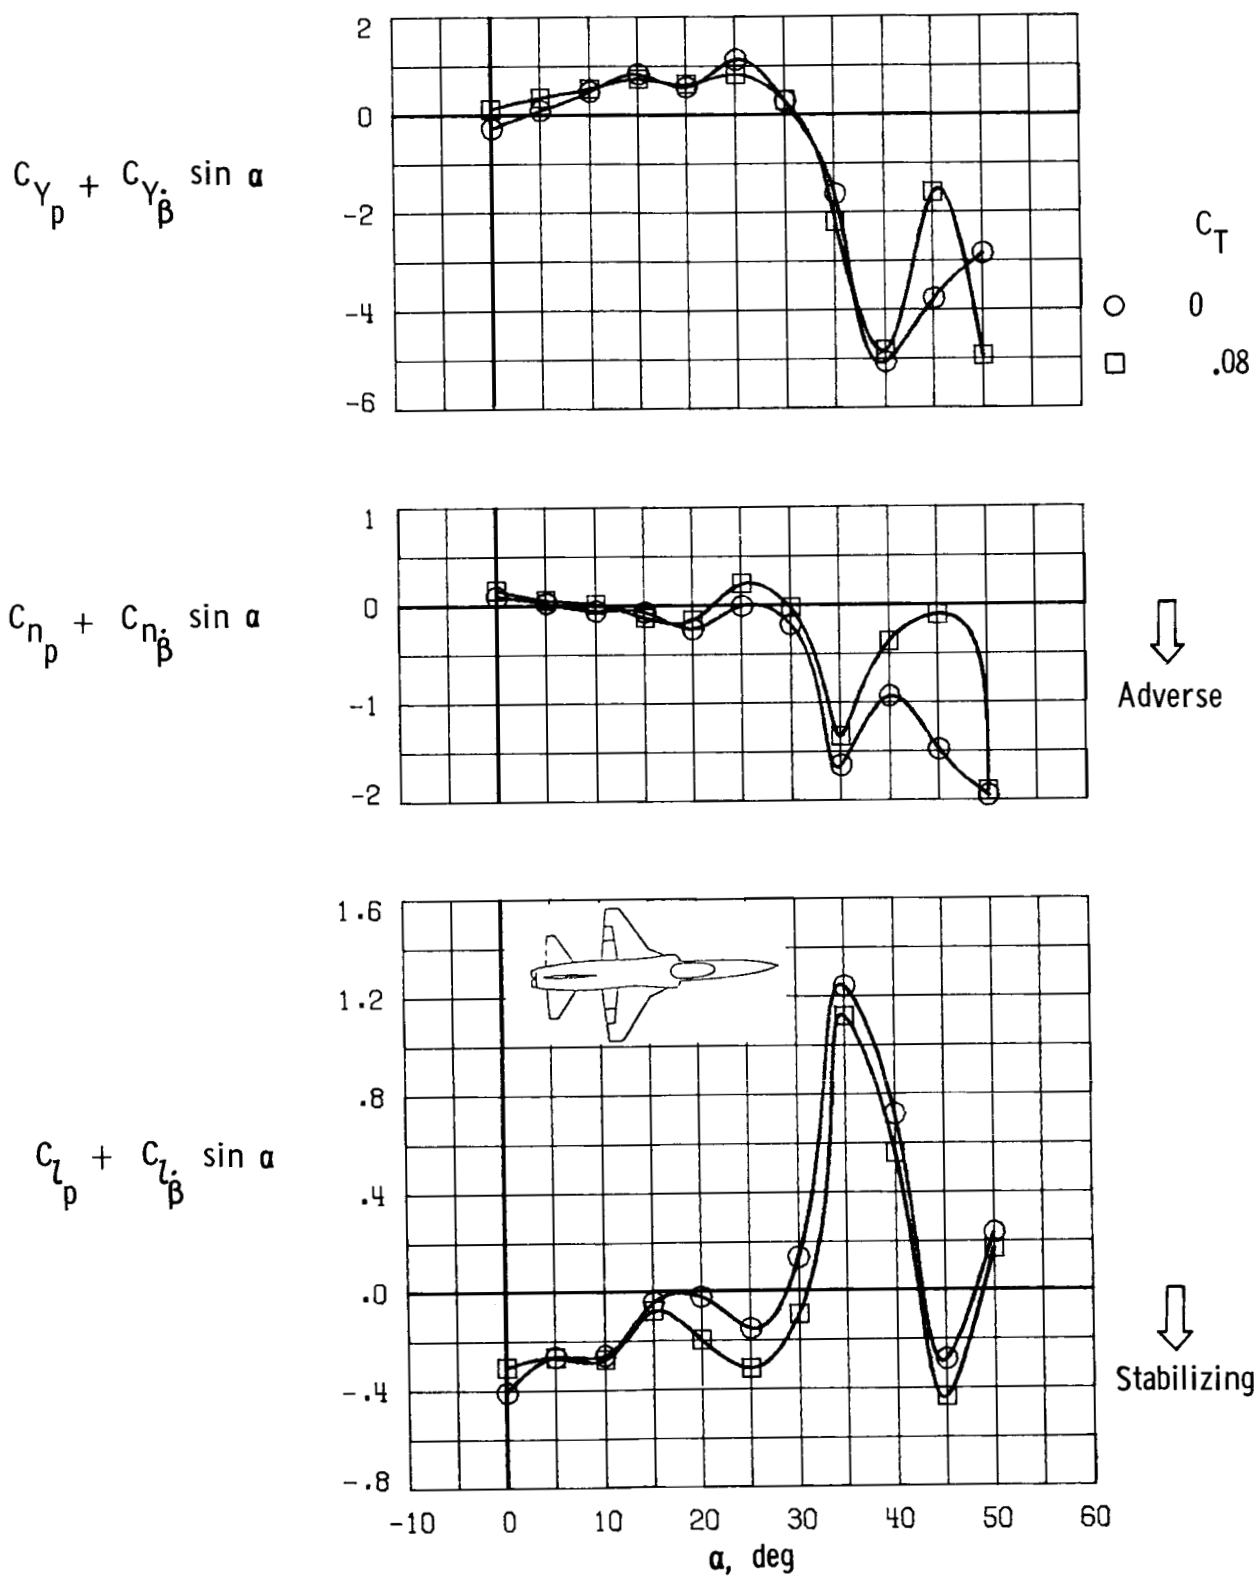 2
0
-2
-4
-6
C_Y_p + C_Y_β̇ sin α
C_T
○ 0
□ .08
1
0
-1
-2
C_n_p + C_n_β̇ sin α
Adverse
1.6
1.2
.8
.4
.0
-.4
-.8
C_l_p + C_l_β̇ sin α
Stabilizing
-10 0 10 20 30 40 50 60
α, deg